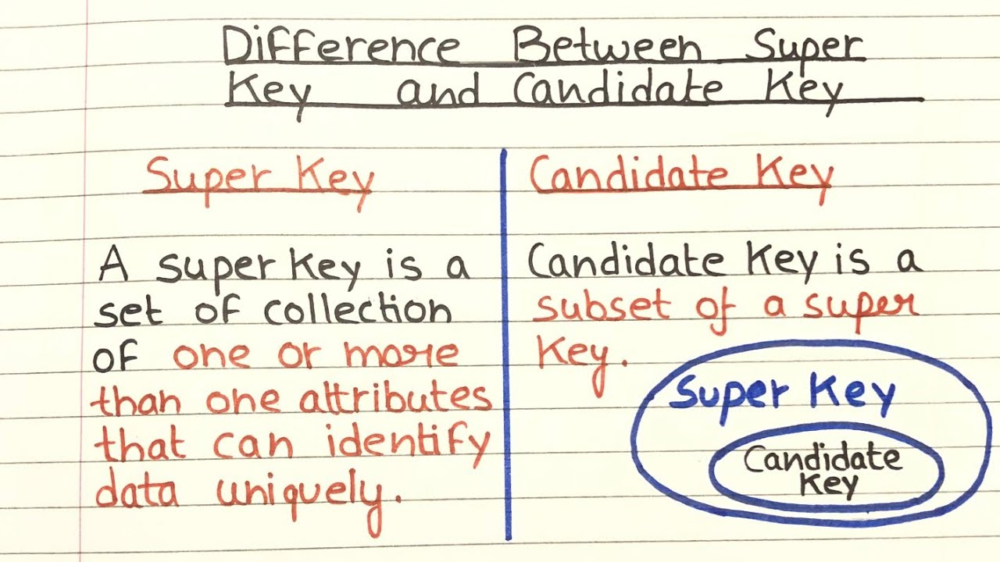 Difference Between Super
Key and Candidate Key
Super Key
A super key is a
set of collection
of one or more
than one attributes
that can identify
data uniquely.
Candidate Key
Candidate Key is a
subset of a super
Key.
Super Key
Candidate
Key